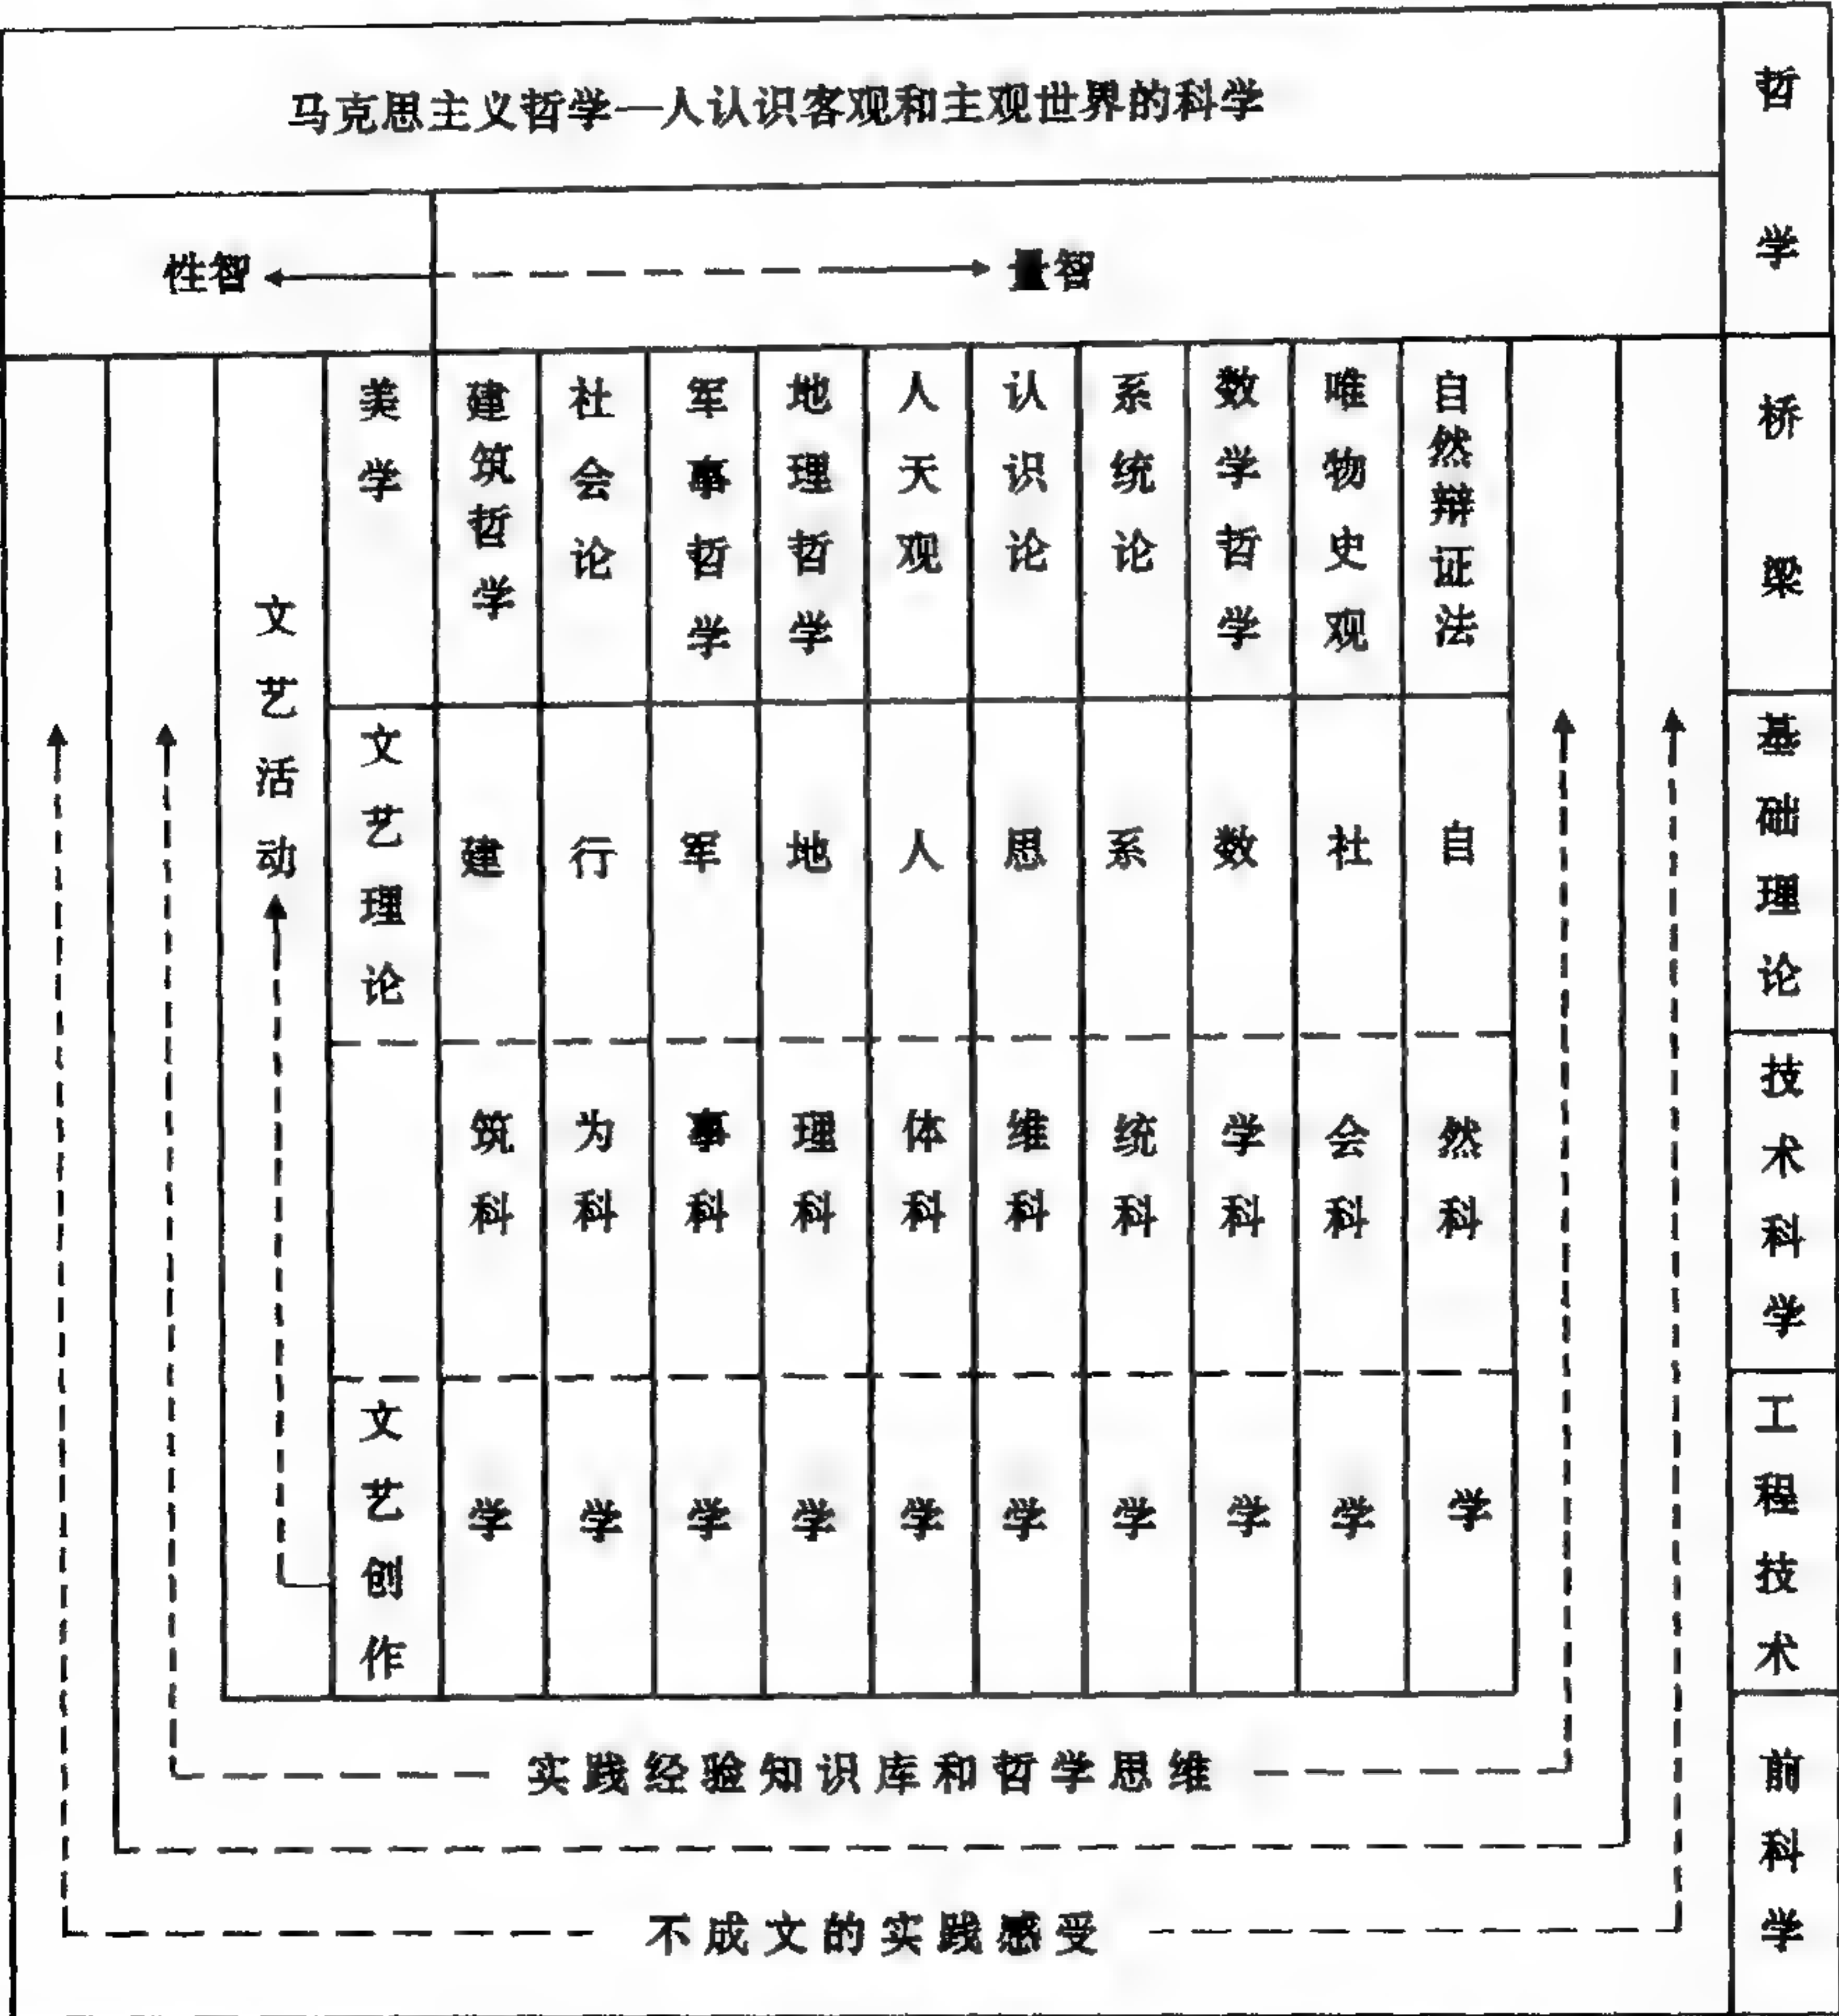 马克思主义哲学—人认识客观和主观世界的科学
哲学
性智
量智
美学
建筑哲学
社会论
军事哲学
地理哲学
人天观
认识论
系统论
数学哲学
唯物史观
自然辩证法
桥梁
文艺活动
文艺理论
文艺创作
建筑科学
行为科学
军事科学
地理科学
人体科学
思维科学
系统科学
数学科学
社会科学
自然科学
基础理论
技术科学
工程技术
实践经验知识库和哲学思维
不成文的实践感受
前科学